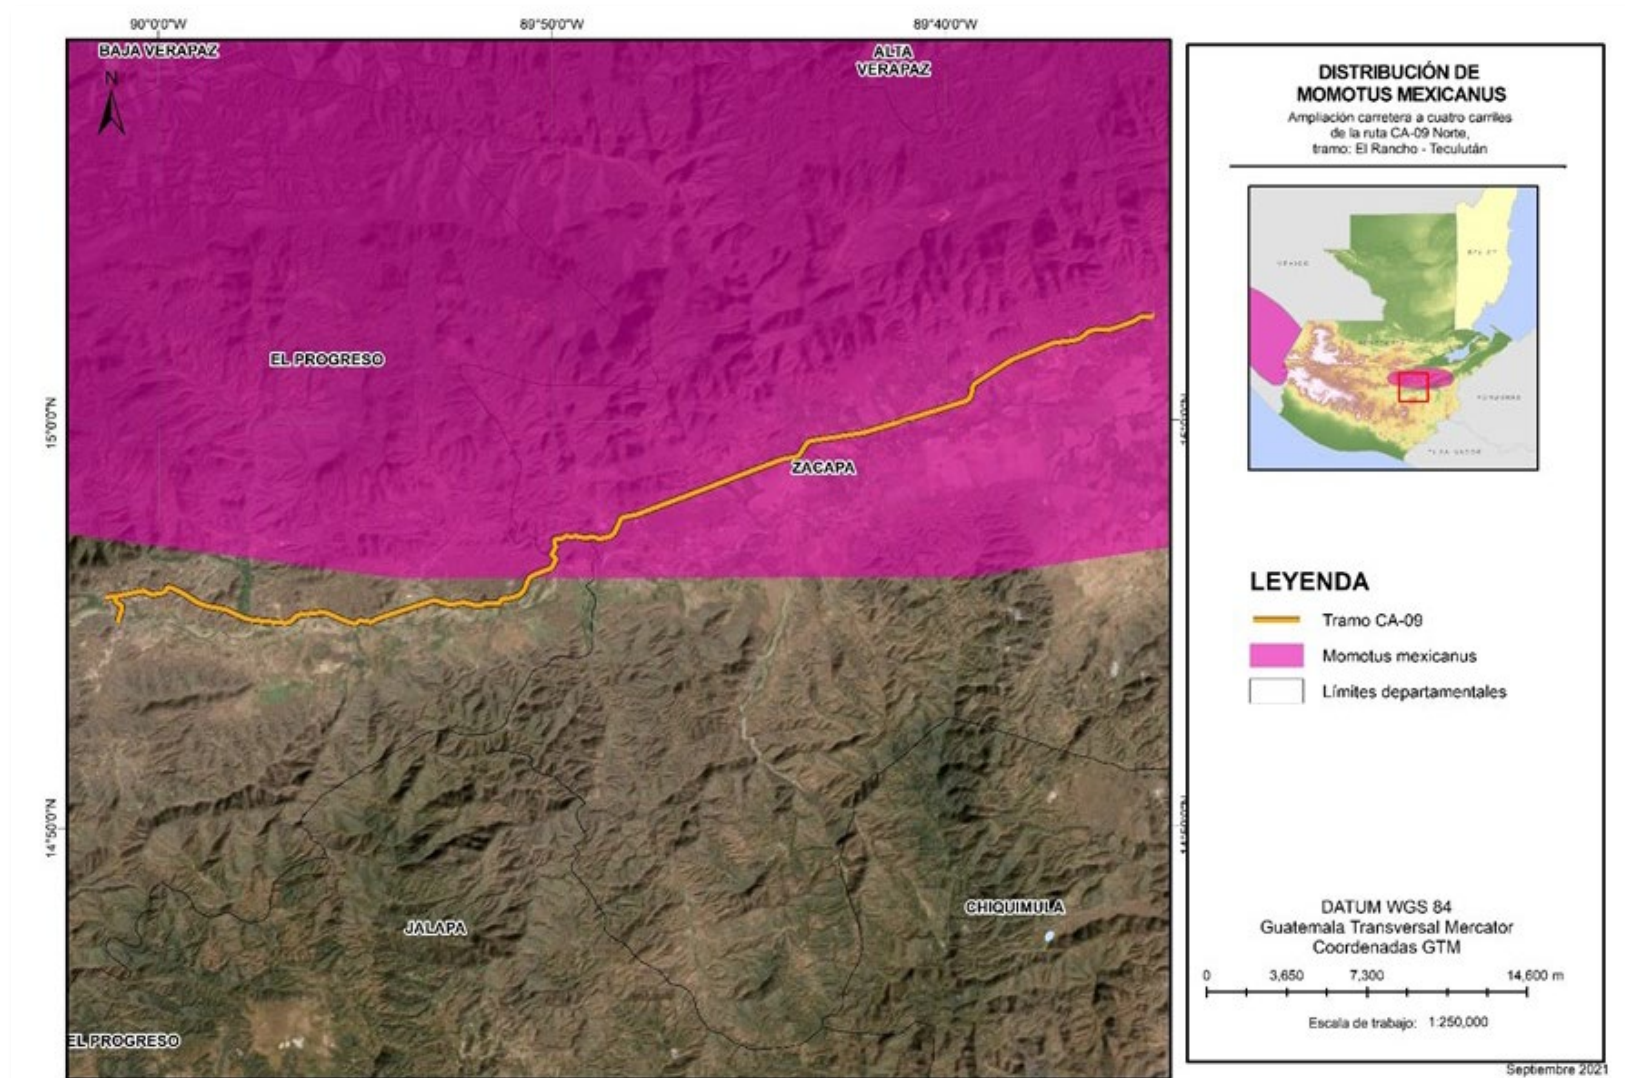 90°0'0"W
89°50'0"W
89°40'0"W
BAJA VERAPAZ
ALTA
VERAPAZ
N
EL PROGRESO
15°0'0"N
ZACAPA
14°50'0"N
JALAPA
CHIQUIMULA
EL PROGRESO
DISTRIBUCIÓN DE
MOMOTUS MEXICANUS
Ampliación carretera a cuatro carriles
de la ruta CA-09 Norte,
tramo: El Rancho - Teculután
LEYENDA
Tramo CA-09
Momotus mexicanus
Límites departamentales
DATUM WGS 84
Guatemala Transversal Mercator
Coordenadas GTM
0 3,650 7,300 14,600 m
Escala de trabajo: 1:250,000
Septiembre 2021